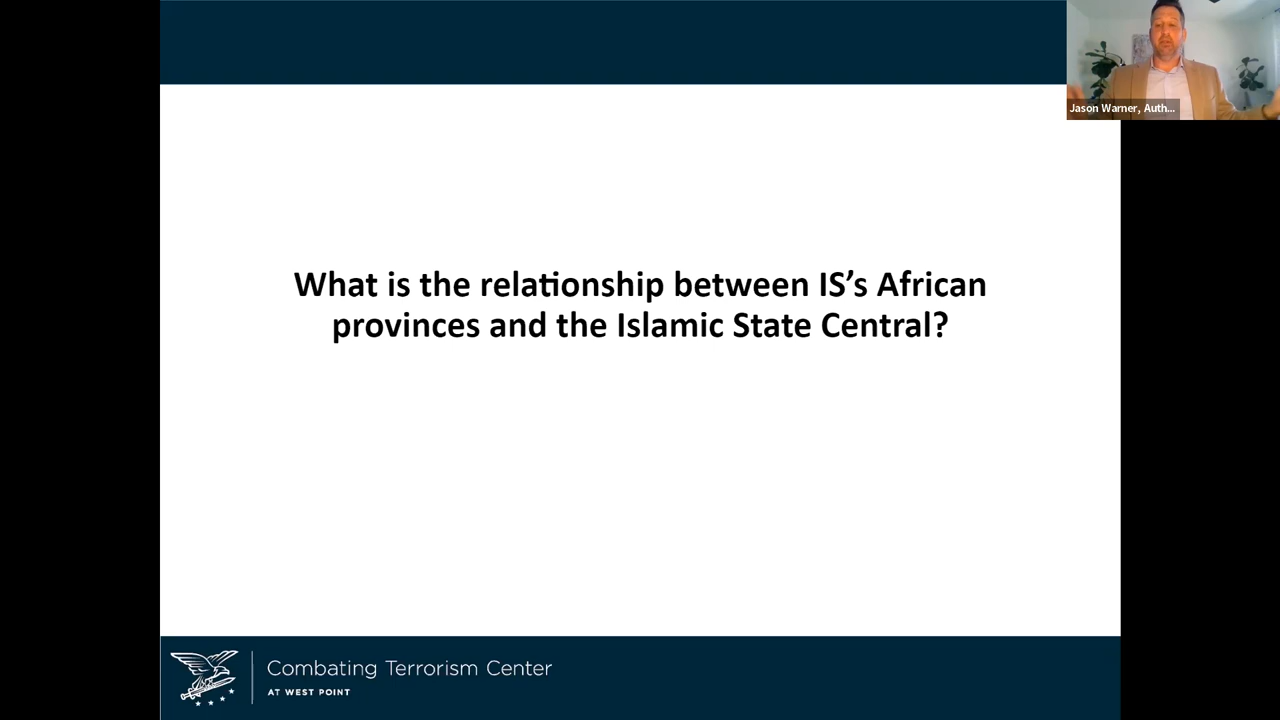 Jason Warner, Auth...
What is the relationship between IS’s African
provinces and the Islamic State Central?
Combating Terrorism Center
AT WEST POINT